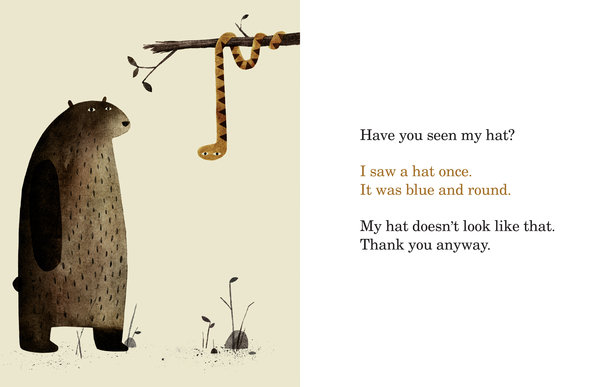 Have you seen my hat?
I saw a hat once.
It was blue and round.
My hat doesn’t look like that.
Thank you anyway.